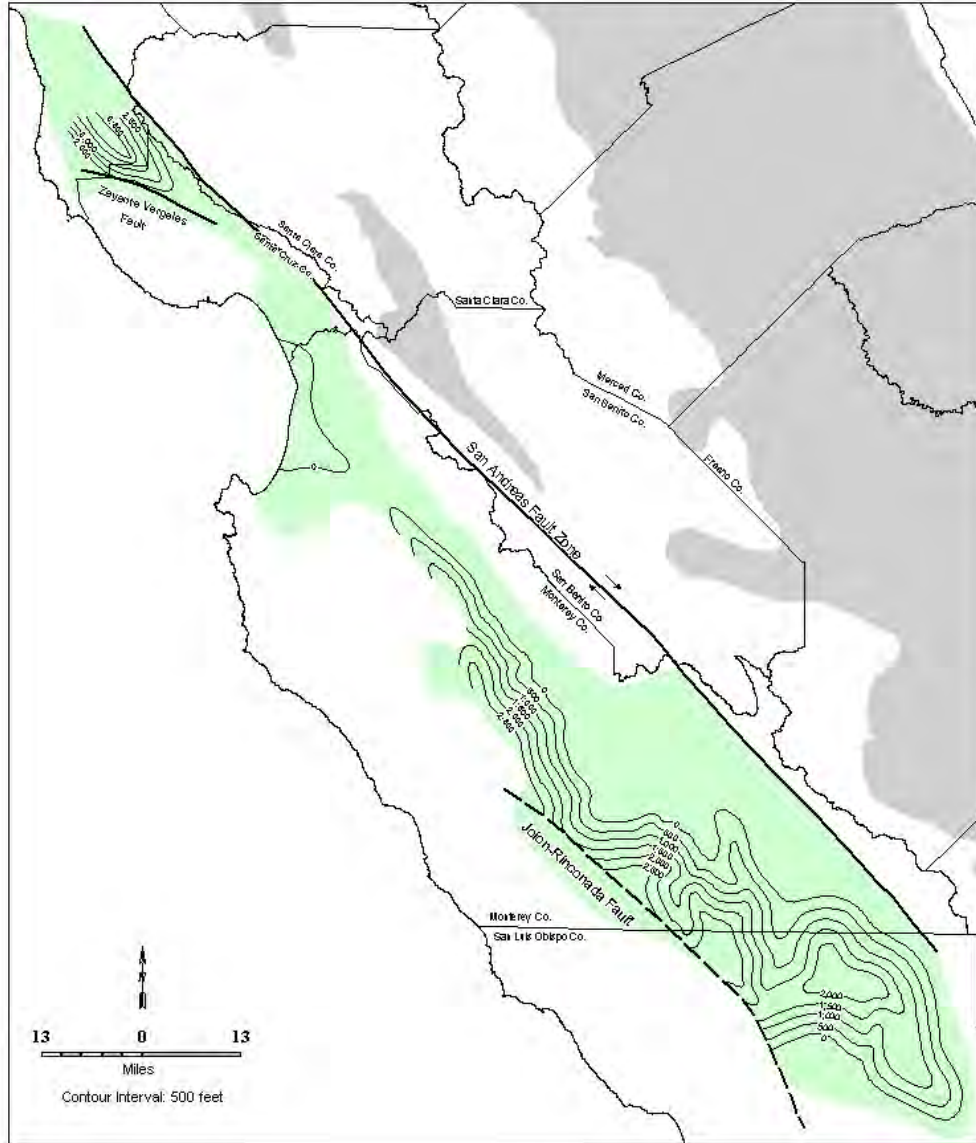 2,500
Zayante Vergeles
Fault
Santa Clara Co.
Santa Cruz Co.
Santa Clara Co.
Merced Co.
San Benito Co.
Fresno Co.
0
San Andreas Fault Zone
San Benito Co.
Monterey Co.
0
500
1,000
1,500
2,000
2,500
0
500
1,000
1,500
2,000
2,500
Jolon-Rinconada Fault
Monterey Co.
San Luis Obispo Co.
2,000
1,500
1,000
500
0
N
13 0 13
Miles
Contour Interval: 500 feet